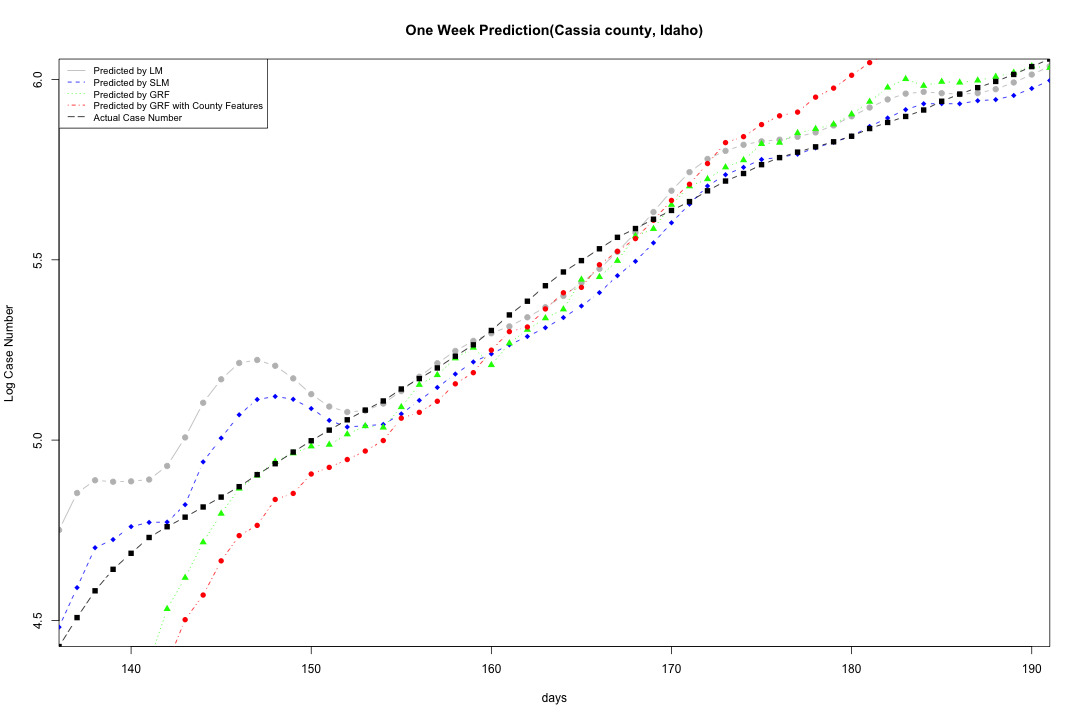 One Week Prediction(Cassia county, Idaho)
Predicted by LM
Predicted by SLM
Predicted by GRF
Predicted by GRF with County Features
Actual Case Number
6.0
5.5
5.0
4.5
Log Case Number
140 150 160 170 180 190
days